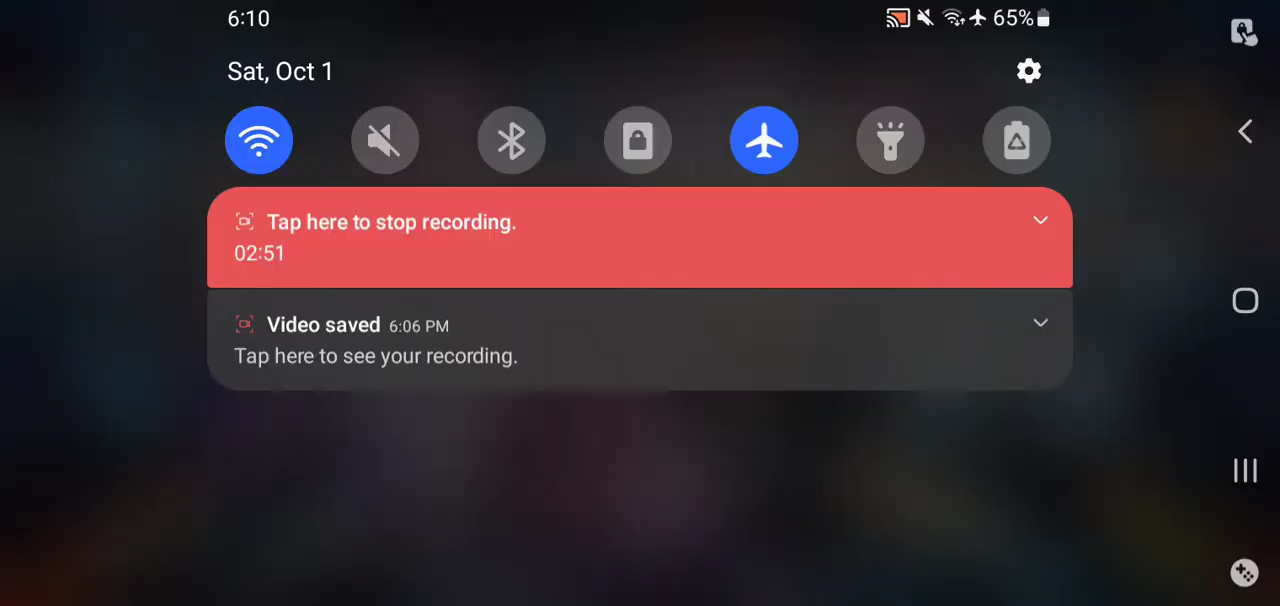 6:10
65%
Sat, Oct 1
Tap here to stop recording.
02:51
Video saved 6:06 PM
Tap here to see your recording.